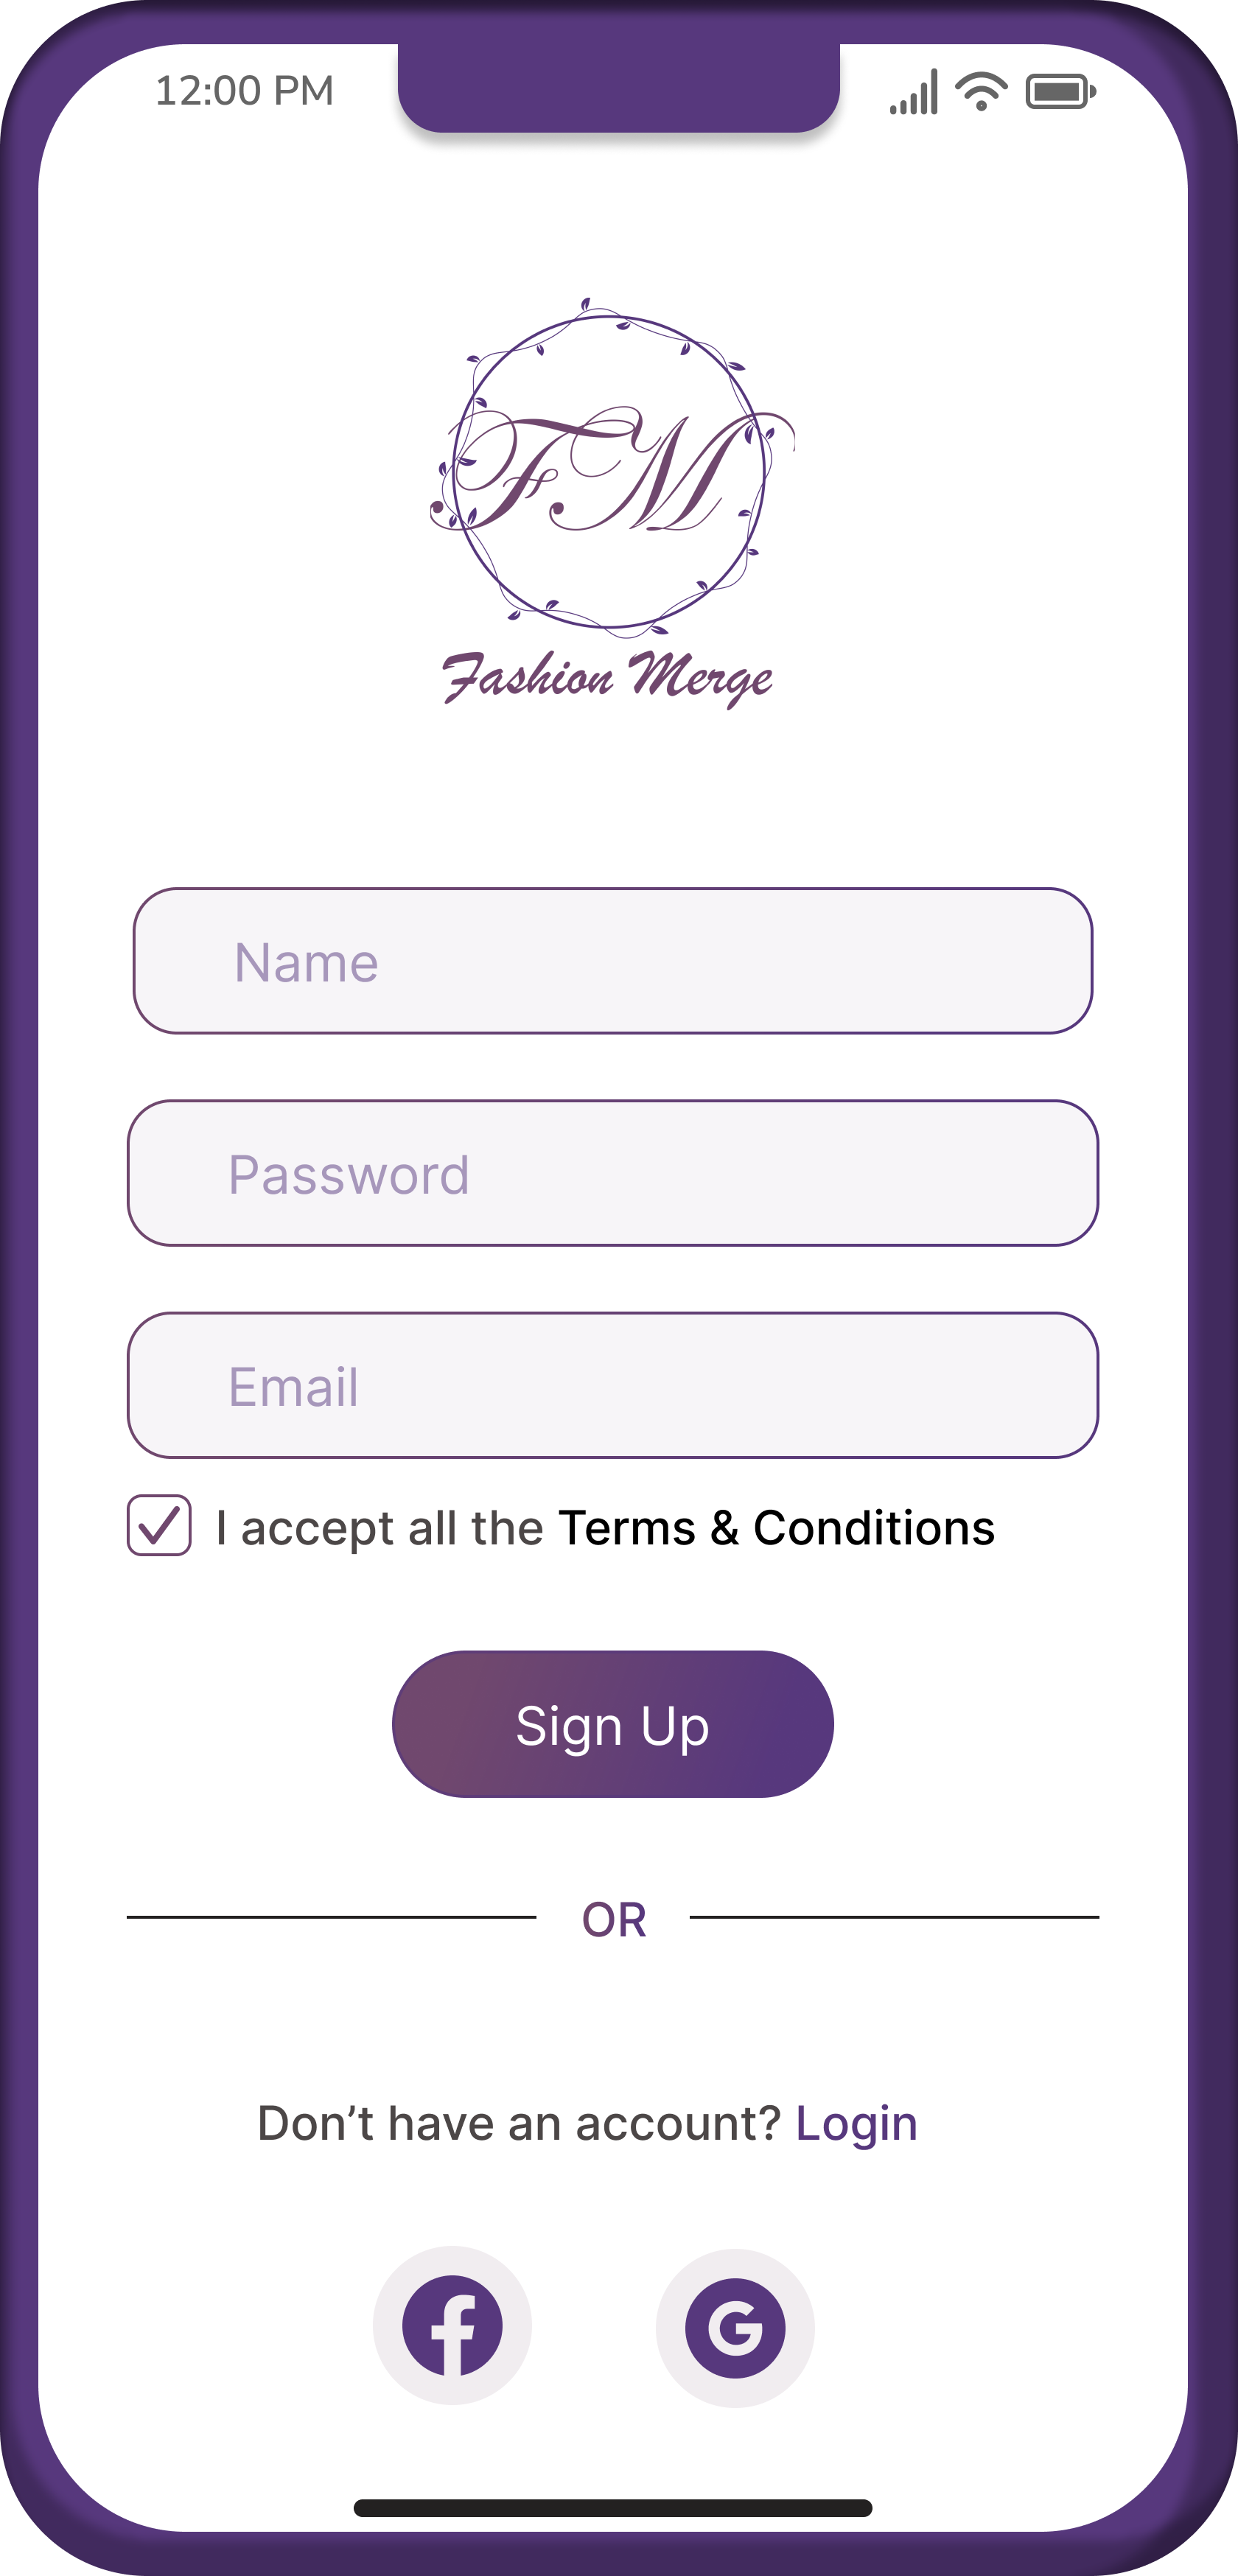 12:00 PM
FM
Fashion Merge
Name
Password
Email
I accept all the Terms & Conditions
Sign Up
OR
Don’t have an account? Login